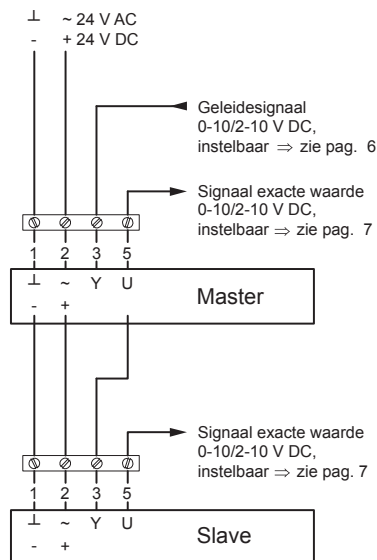 ⊥ ~ 24 V AC
- + 24 V DC
Geleidesignaal
0-10/2-10 V DC,
instelbaar ⇒ zie pag. 6
Signaal exacte waarde
0-10/2-10 V DC,
instelbaar ⇒ zie pag. 7
1 2 3 5
⊥ ~ Y U
- +
Master
Signaal exacte waarde
0-10/2-10 V DC,
instelbaar ⇒ zie pag. 7
1 2 3 5
⊥ ~ Y U
- +
Slave